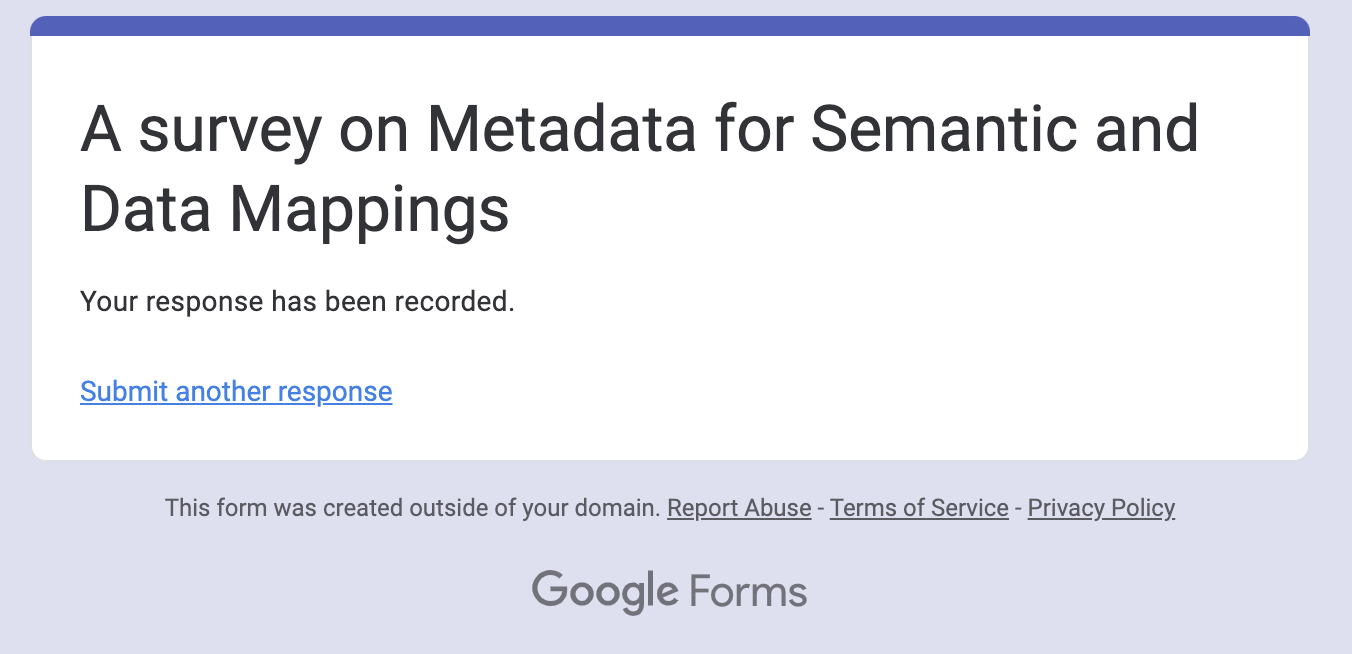 A survey on Metadata for Semantic and
Data Mappings
Your response has been recorded.
Submit another response
This form was created outside of your domain. Report Abuse - Terms of Service - Privacy Policy
Google Forms